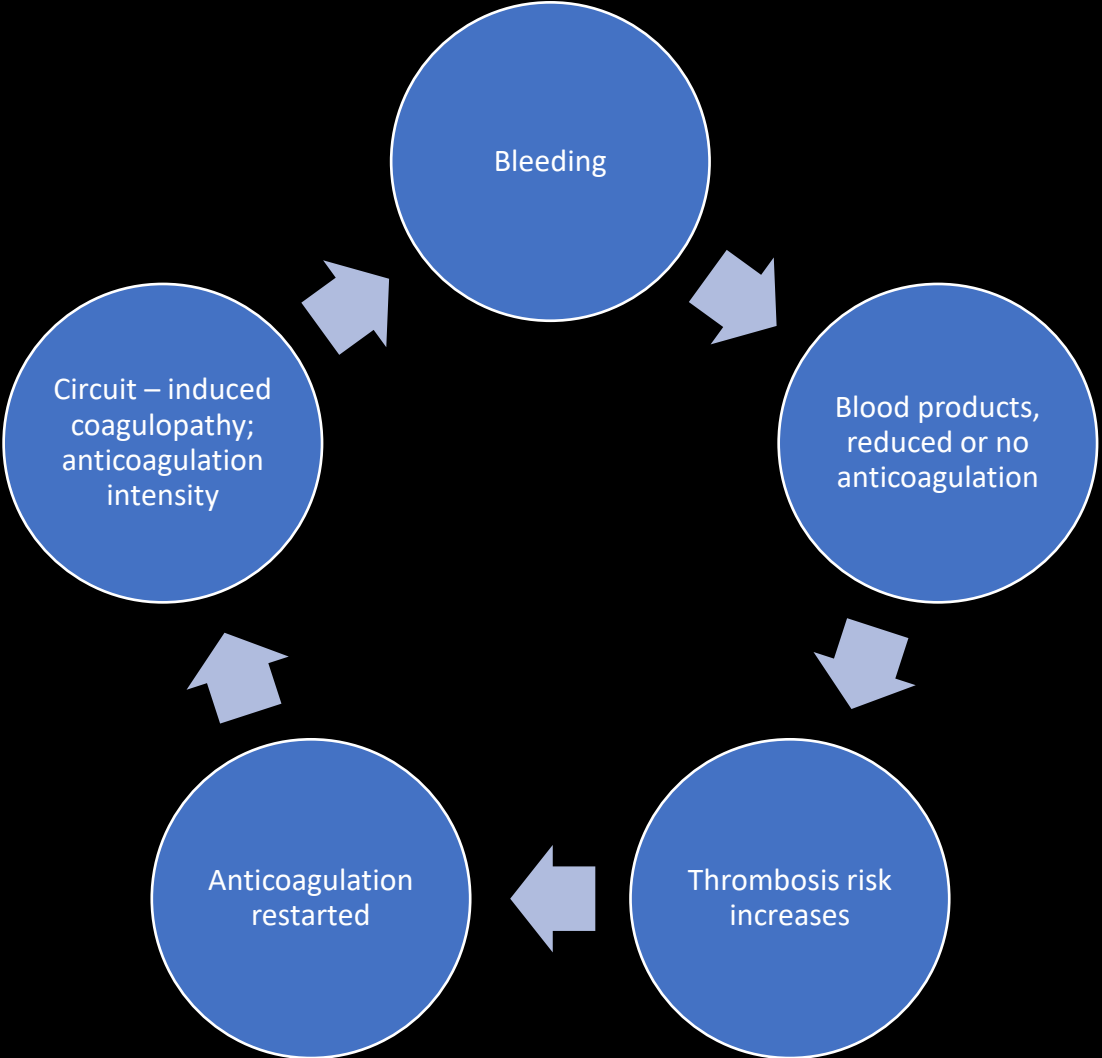 Bleeding
Blood products,
reduced or no
anticoagulation
Thrombosis risk
increases
Anticoagulation
restarted
Circuit – induced
coagulopathy;
anticoagulation
intensity